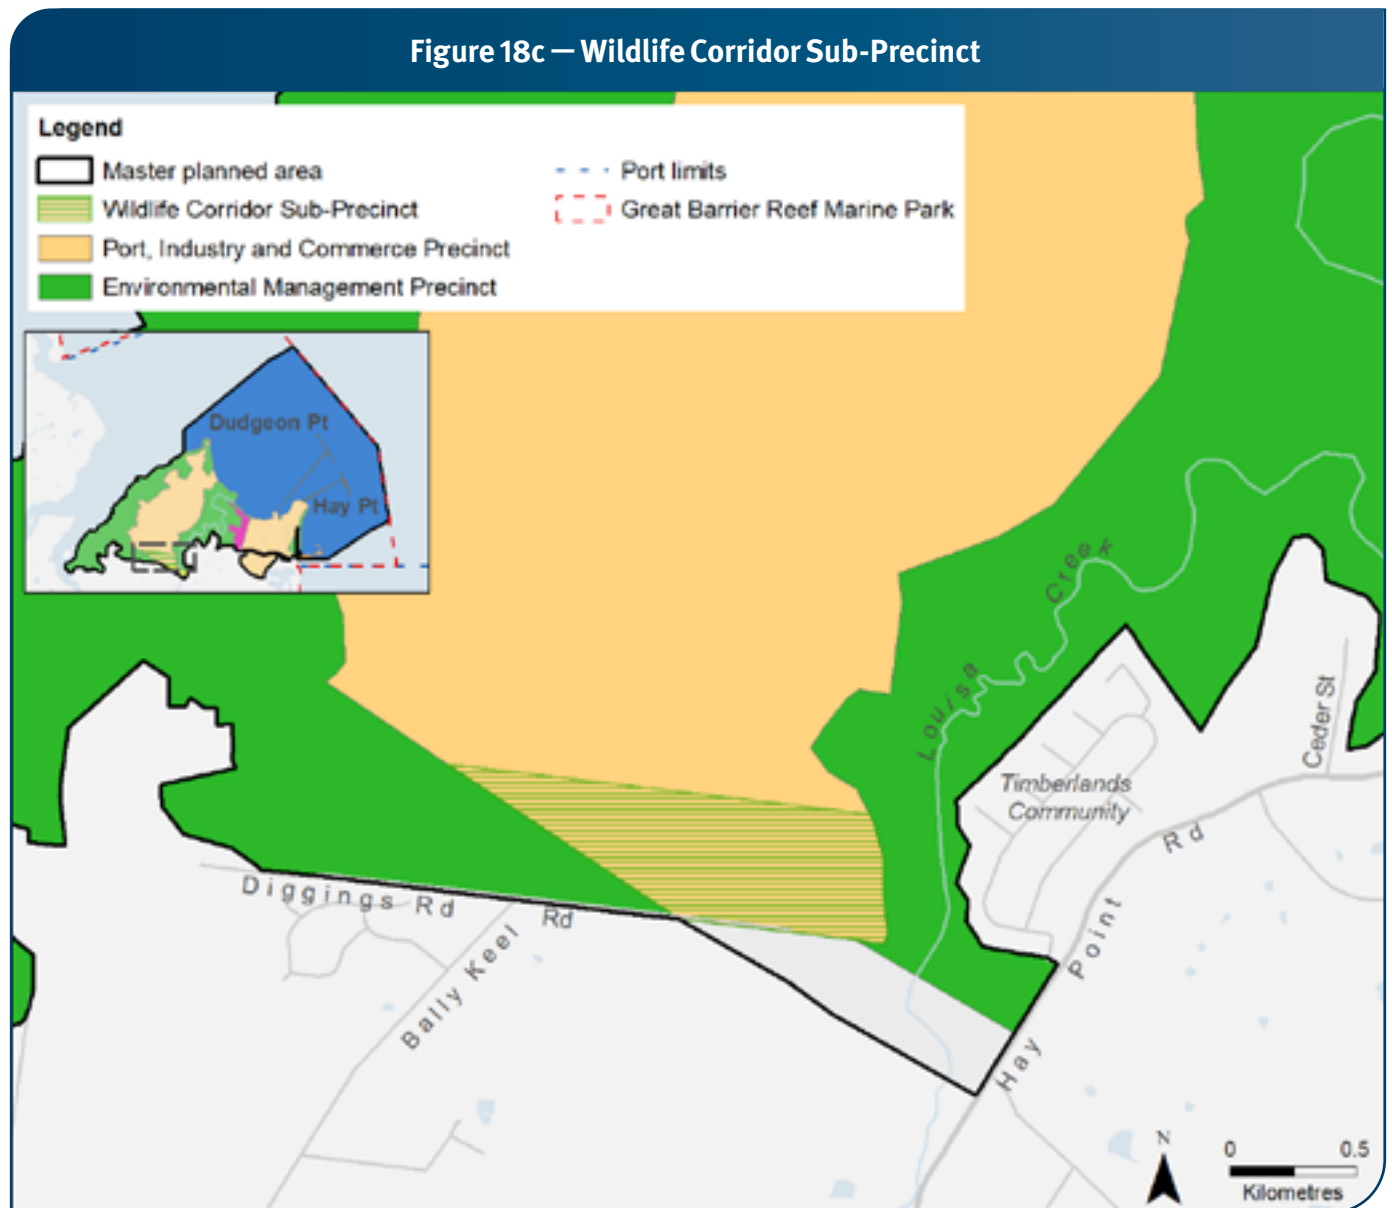 Figure 18c — Wildlife Corridor Sub-Precinct
Legend
Master planned area
Wildlife Corridor Sub-Precinct
Port, Industry and Commerce Precinct
Environmental Management Precinct
Port limits
Great Barrier Reef Marine Park
Dudgeon Pt
Hay Pt
Louisa Creek
Ceder St
Timberlands
Community
Hay Point Rd
Diggings Rd
Rd
Bally Keel
N
0 0.5
Kilometres